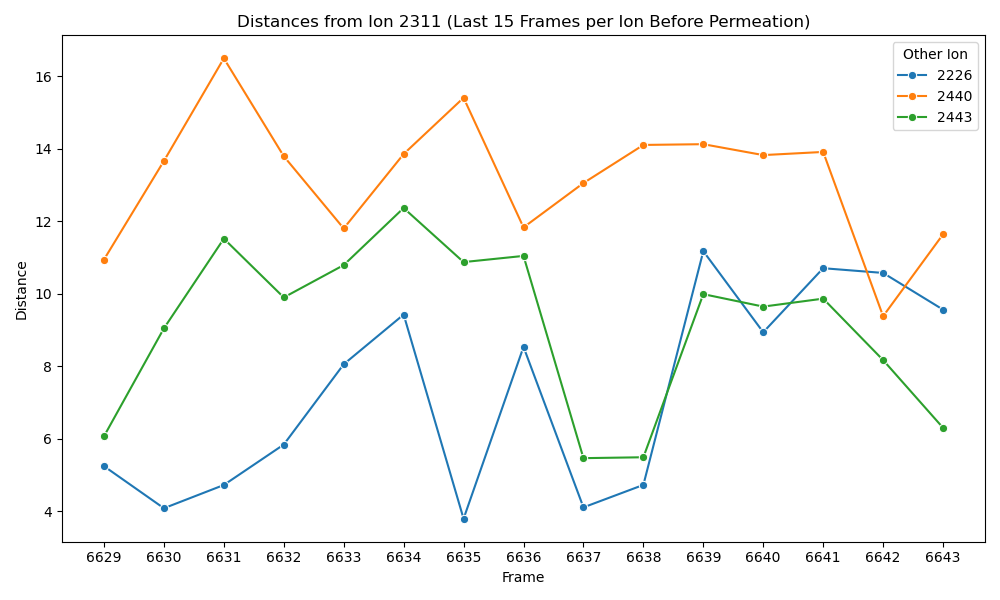 Distances from Ion 2311 (Last 15 Frames per Ion Before Permeation)
Other Ion
2226
2440
2443
16
14
12
10
8
6
4
Distance
6629 6630 6631 6632 6633 6634 6635 6636 6637 6638 6639 6640 6641 6642 6643
Frame